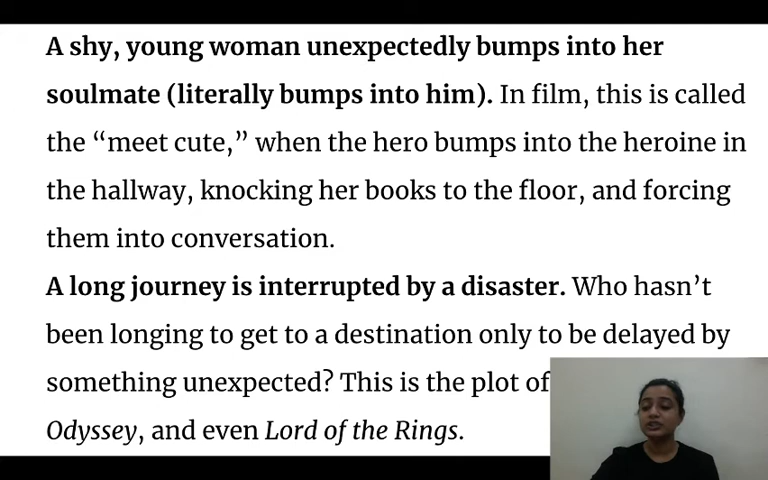 A shy, young woman unexpectedly bumps into her
soulmate (literally bumps into him). In film, this is called
the “meet cute,” when the hero bumps into the heroine in
the hallway, knocking her books to the floor, and forcing
them into conversation.
A long journey is interrupted by a disaster. Who hasn’t
been longing to get to a destination only to be delayed by
something unexpected? This is the plot of
Odyssey, and even Lord of the Rings.